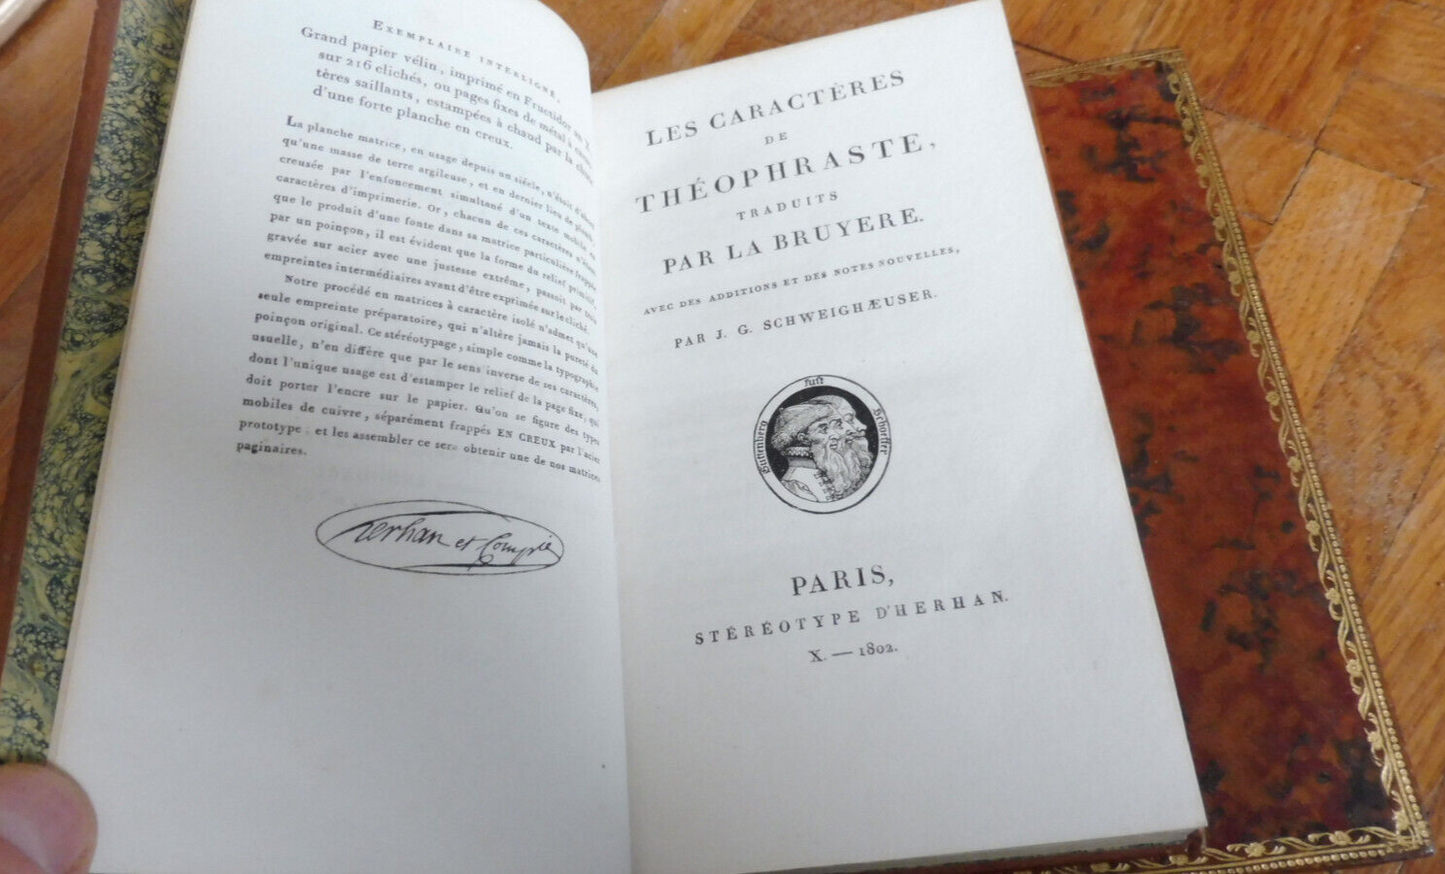 EXEMPLAIRE INTERLIGNÉ,
Grand papier vélin, imprimé en Fructidor an X,
sur 216 clichés, ou pages fixes de métal à carac-
tères saillants, estampées à chaud par la chute
d'une forte planche en creux.
La planche matrice, en usage depuis un siécle, n'était d'abord
qu'une masse de terre argileuse, et en dernier lieu de plomb,
creusée par l'enfoncement simultané d'un texte mobile en
caractères d'imprimerie. Or, chacun de ces caractères n'étant
que le produit d'une fonte dans sa matrice particulière frappée
par un poinçon, il est évident que la forme du relief primitif,
gravée sur acier avec une justesse extrême, passoit par trois
empreintes intermédiaires avant d'être exprimée sur le cliché.
Notre procédé en matrices à caractère isolé n'admet qu'une
seule empreinte préparatoire, qui n'altère jamais la pureté du
poinçon original. Ce stéréotypage, simple comme la typographie
usuelle, n'en diffère que par le sens inverse de ses caractères,
dont l'unique usage est d'estamper le relief de la page fixe, qui
doit porter l'encre sur le papier. Qu'on se figure des types
mobiles de cuivre, séparément frappés EN CREUX par l'acier
prototype et les assembler ce sera obtenir une de nos matrices
paginaires.
herhan et Compie
LES CARACTÈRES
DE
THÉOPHRASTE,
TRADUITS
PAR LA BRUYERE.
AVEC DES ADDITIONS ET DES NOTES NOUVELLES,
PAR J. G. SCHWEIGHÆUSER.
Guttenberg fust Schoeffer
PARIS,
STÉRÉOTYPE D'HERHAN.
X. — 1802.